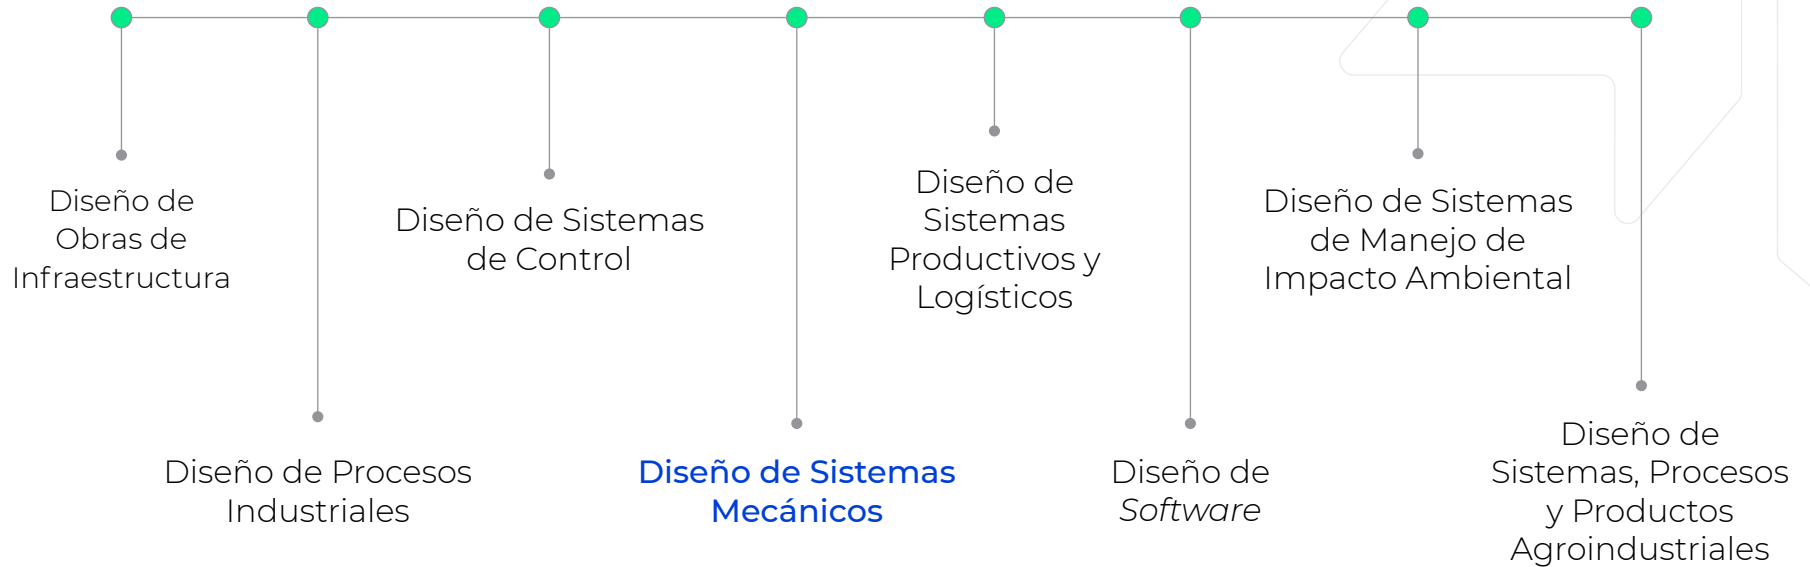 Diseño de
Obras de
Infraestructura
Diseño de Procesos
Industriales
Diseño de Sistemas
de Control
Diseño de Sistemas
Mecánicos
Diseño de
Sistemas
Productivos y
Logísticos
Diseño de
Software
Diseño de Sistemas
de Manejo de
Impacto Ambiental
Diseño de
Sistemas, Procesos
y Productos
Agroindustriales